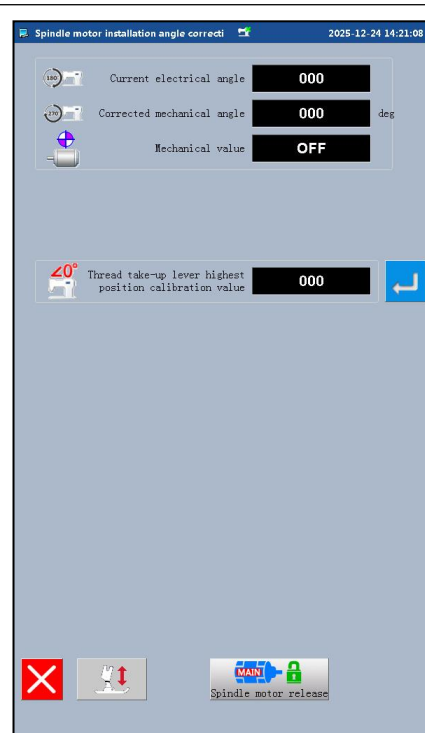 Spindle motor installation angle correcti 2025-12-24 14:21:08
180 Current electrical angle 000
270 Corrected mechanical angle 000 deg
Mechanical value OFF
∠0° Thread take-up lever highest
position calibration value 000
MAIN
Spindle motor release